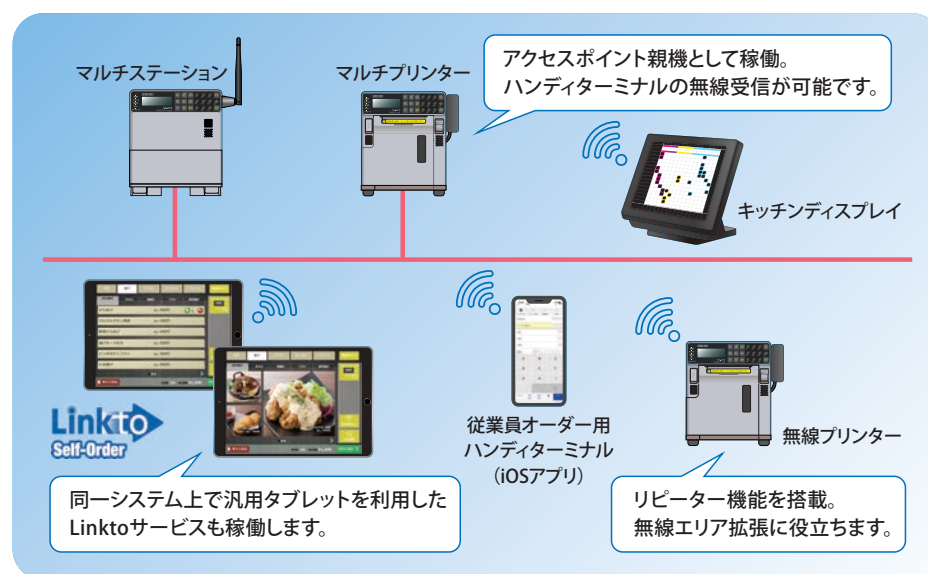 マルチステーション
マルチプリンター
アクセスポイント親機として稼働。
ハンディターミナルの無線受信が可能です。
キッチンディスプレイ
Linkto
Self-Order
従業員オーダー用
ハンディターミナル
（iOSアプリ）
無線プリンター
同一システム上で汎用タブレットを利用した
Linktoサービスも稼働します。
リピーター機能を搭載。
無線エリア拡張に役立ちます。